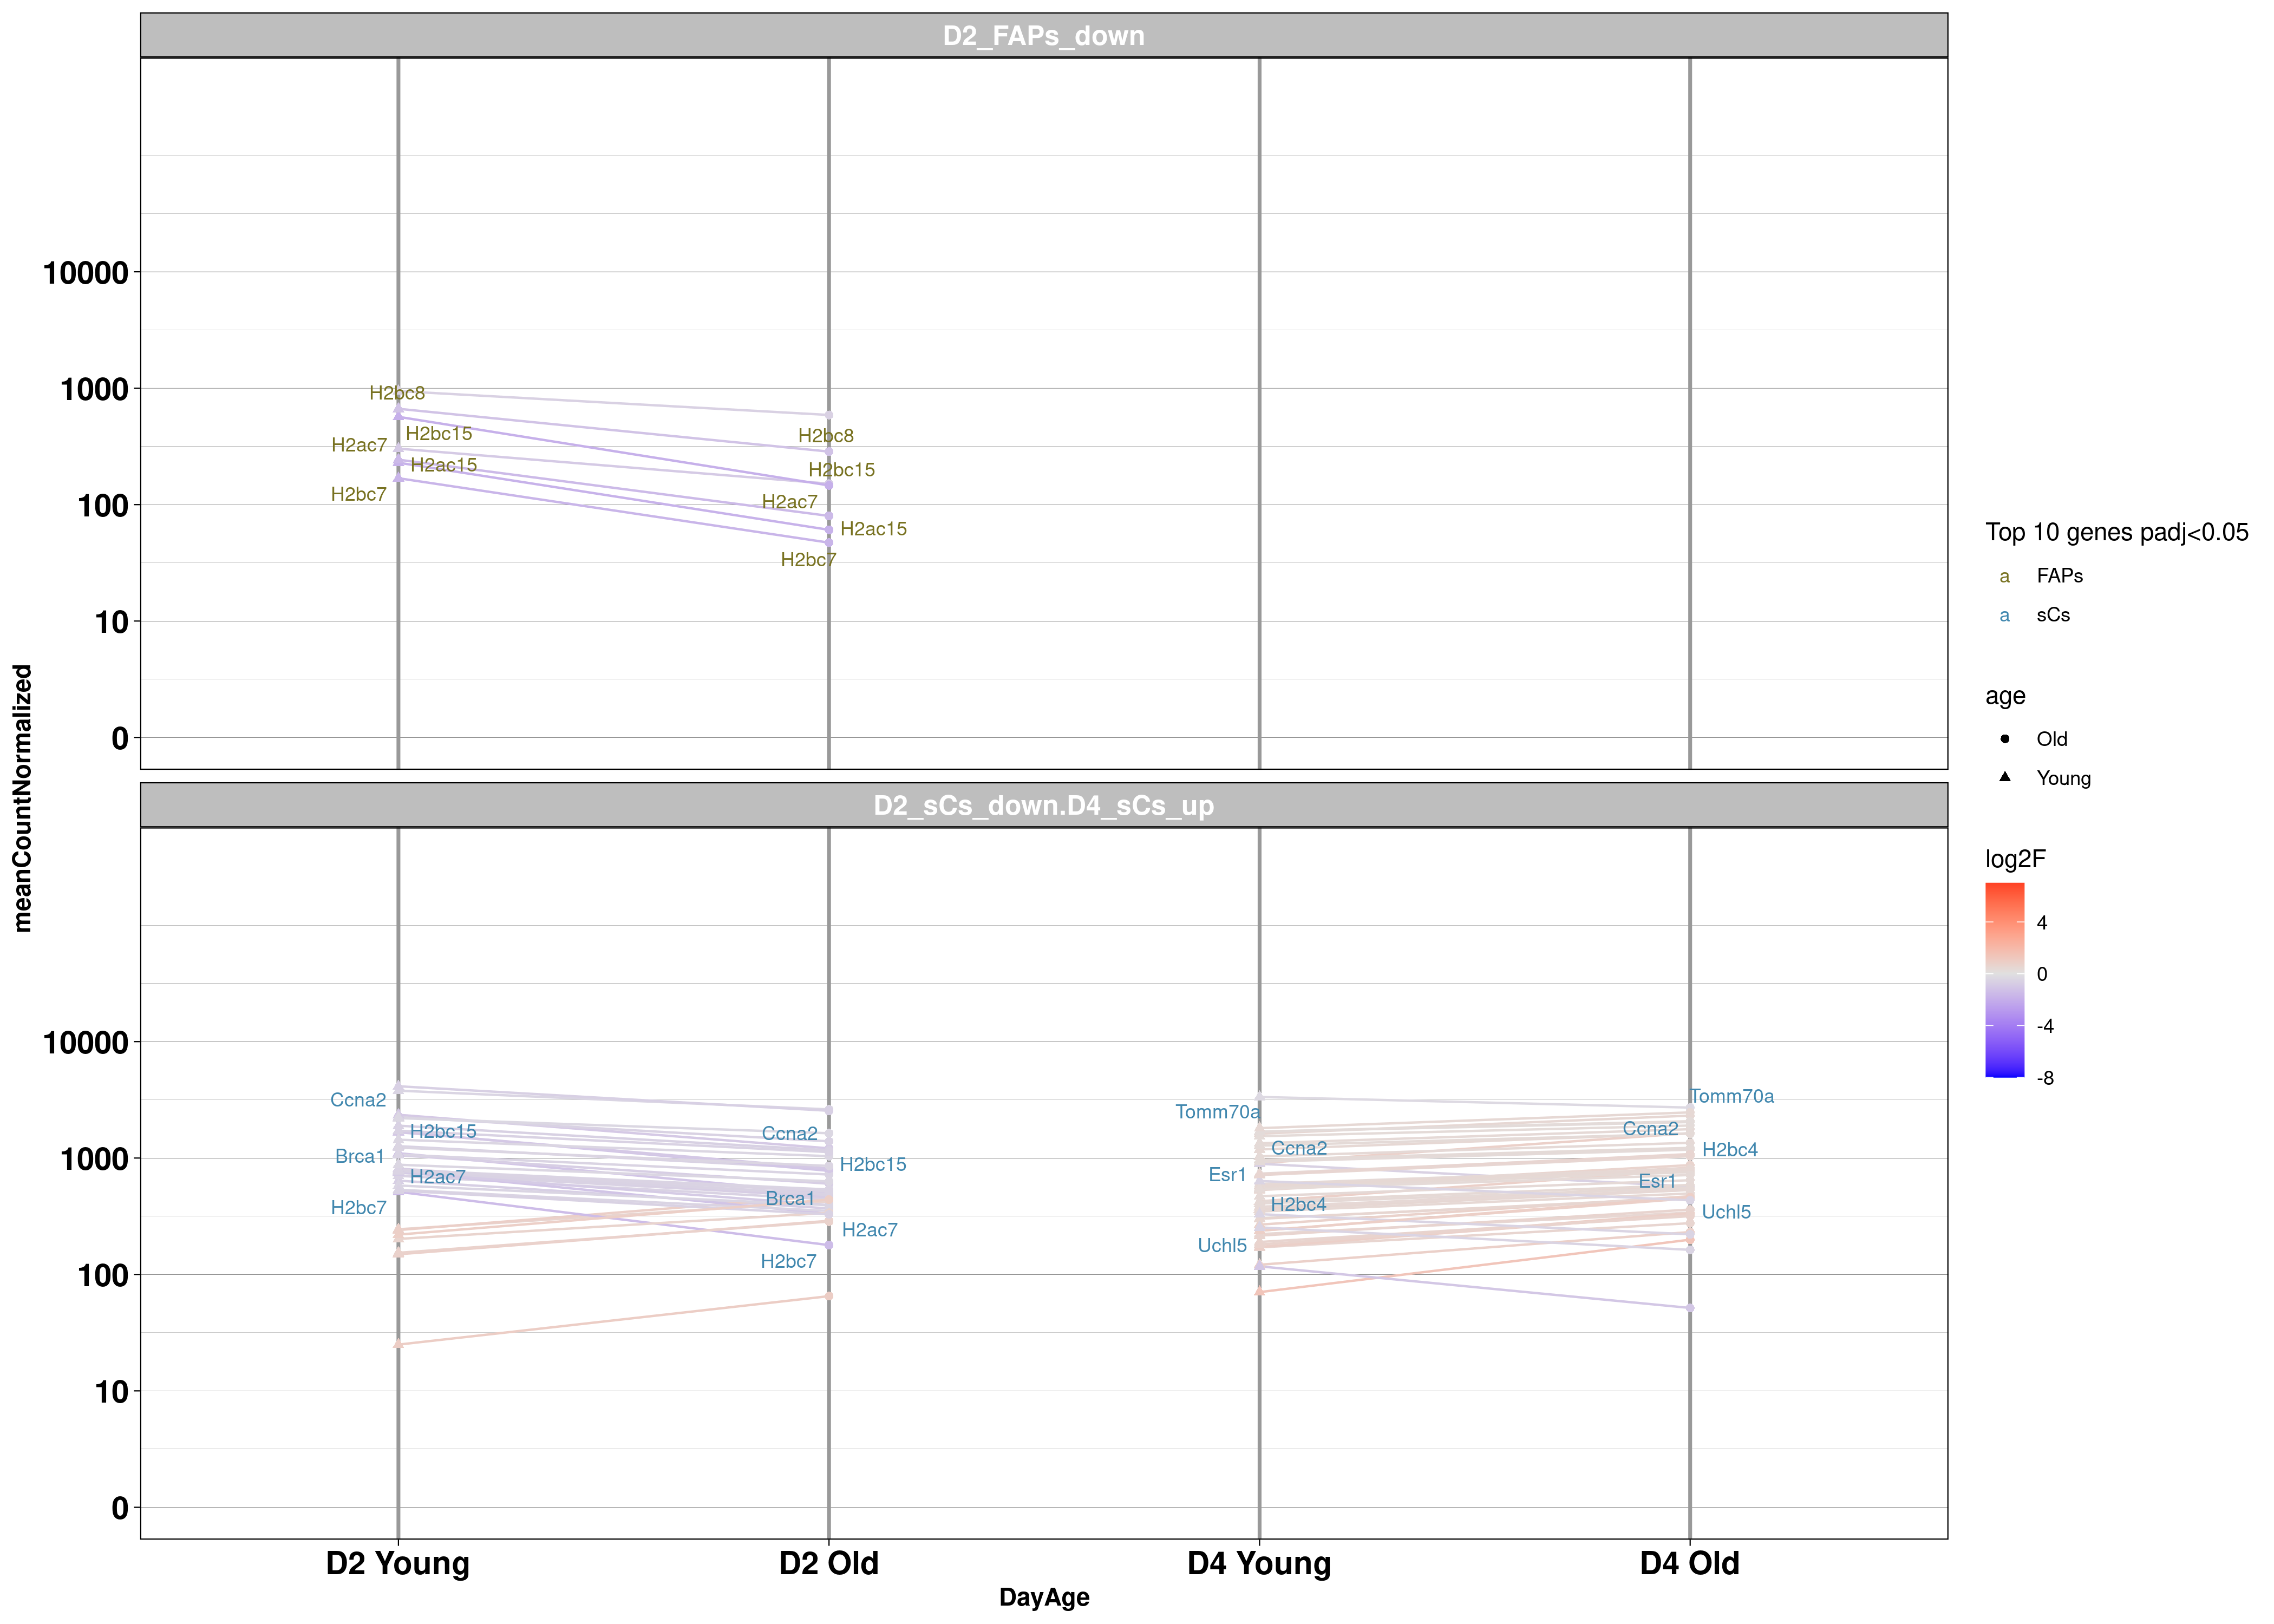 D2_FAPs_down
10000
1000
100
10
0
H2bc8
H2bc15
H2ac7
H2ac15
H2bc7
H2bc8
H2bc15
H2ac7
H2ac15
H2bc7
meanCountNormalized
D2_sCs_down.D4_sCs_up
10000
1000
100
10
0
Ccna2
H2bc15
Brca1
H2ac7
H2bc7
Ccna2
H2bc15
Brca1
H2ac7
H2bc7
Tomm70a
Ccna2
Esr1
H2bc4
Uchl5
Tomm70a
Ccna2
H2bc4
Esr1
Uchl5
D2 Young
D2 Old
D4 Young
D4 Old
DayAge
Top 10 genes padj<0.05
a FAPs
a sCs
age
Old
Young
log2F
4
0
-4
-8